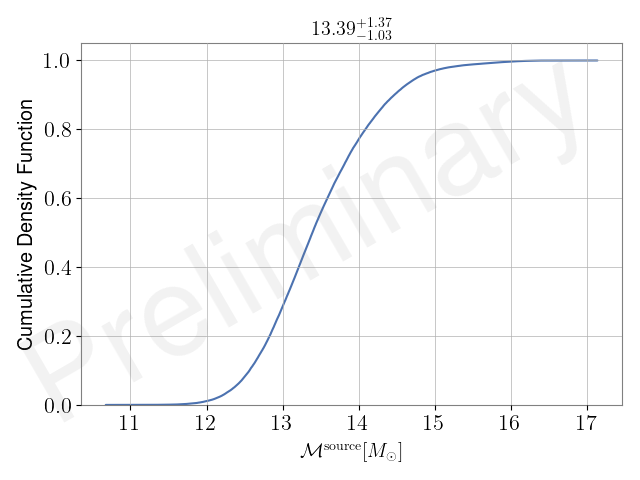 13.39^{+1.37}_{-1.03}
1.0
0.8
0.6
0.4
0.2
0.0
Cumulative Density Function
Preliminary
11 12 13 14 15 16 17
\mathcal{M}^{source}[M_☉]